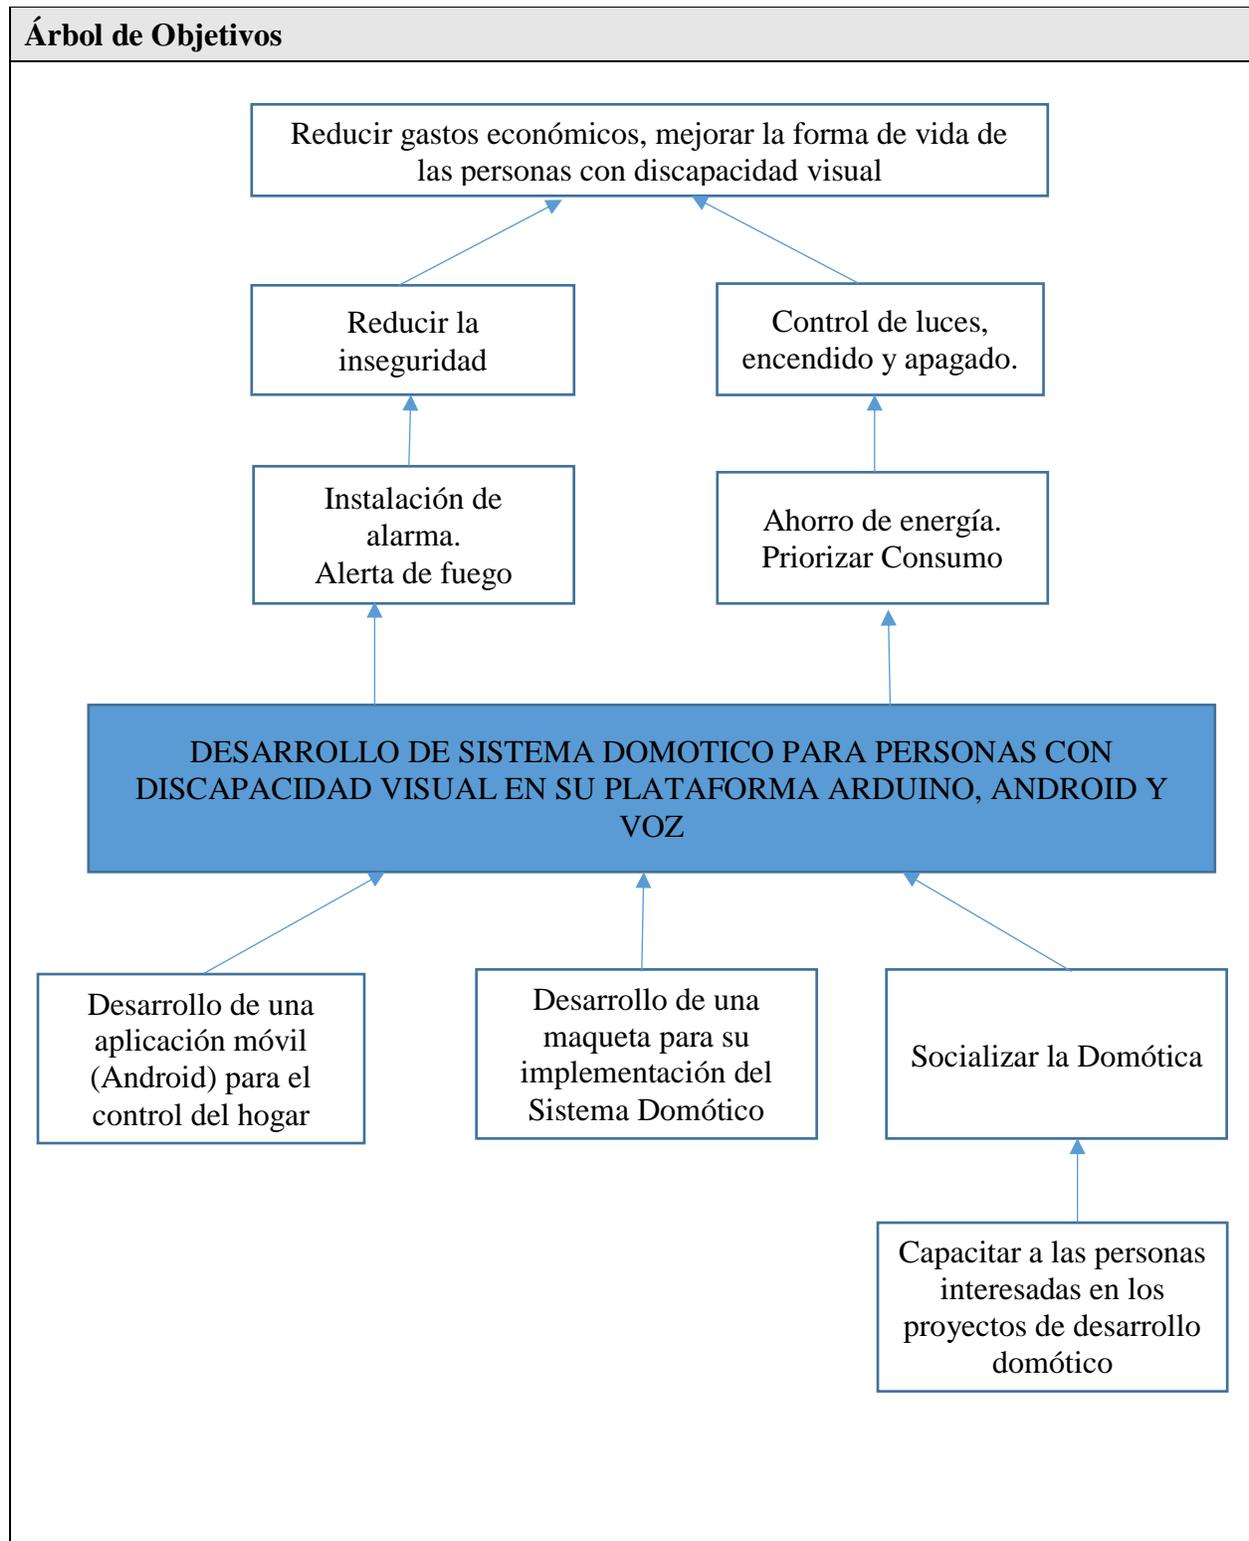 Árbol de Objetivos
Reducir gastos económicos, mejorar la forma de vida de
las personas con discapacidad visual
Reducir la
inseguridad
Control de luces,
encendido y apagado.
Instalación de
alarma.
Alerta de fuego
Ahorro de energía.
Priorizar Consumo
DESARROLLO DE SISTEMA DOMOTICO PARA PERSONAS CON
DISCAPACIDAD VISUAL EN SU PLATAFORMA ARDUINO, ANDROID Y
VOZ
Desarrollo de una
aplicación móvil
(Android) para el
control del hogar
Desarrollo de una
maqueta para su
implementación del
Sistema Domótico
Socializar la Domótica
Capacitar a las personas
interesadas en los
proyectos de desarrollo
domótico